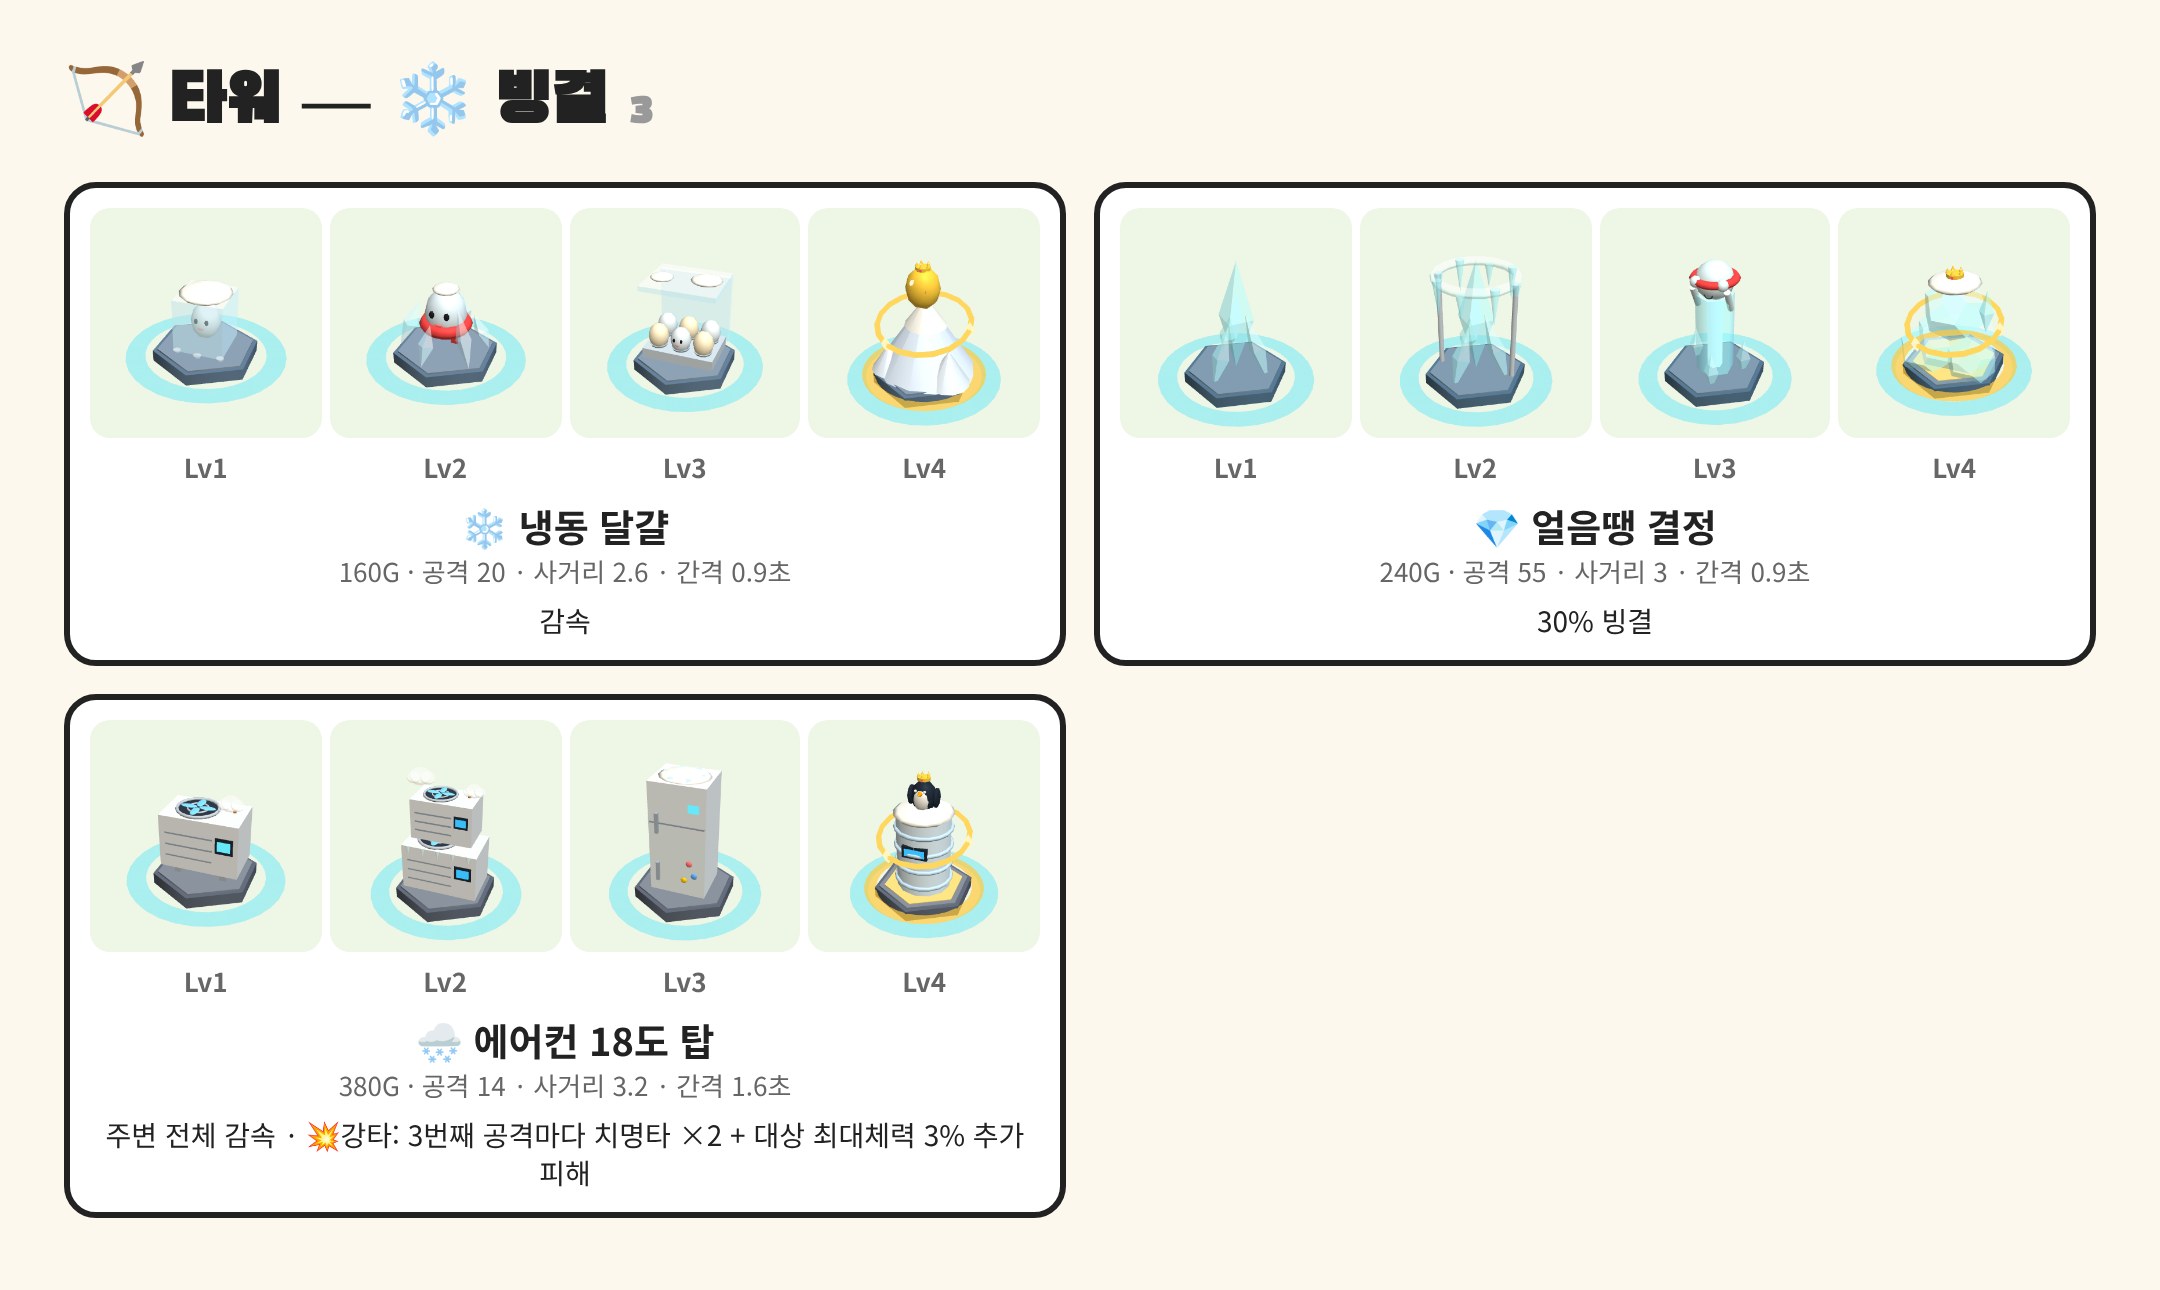 🏹 타워 — ❄️ 빙결 3
Lv1 Lv2 Lv3 Lv4
❄️ 냉동 달걀
160G · 공격 20 · 사거리 2.6 · 간격 0.9초
감속
Lv1 Lv2 Lv3 Lv4
💎 얼음땡 결정
240G · 공격 55 · 사거리 3 · 간격 0.9초
30% 빙결
Lv1 Lv2 Lv3 Lv4
🌨️ 에어컨 18도 탑
380G · 공격 14 · 사거리 3.2 · 간격 1.6초
주변 전체 감속 · 💥강타: 3번째 공격마다 치명타 ×2 + 대상 최대체력 3% 추가
피해